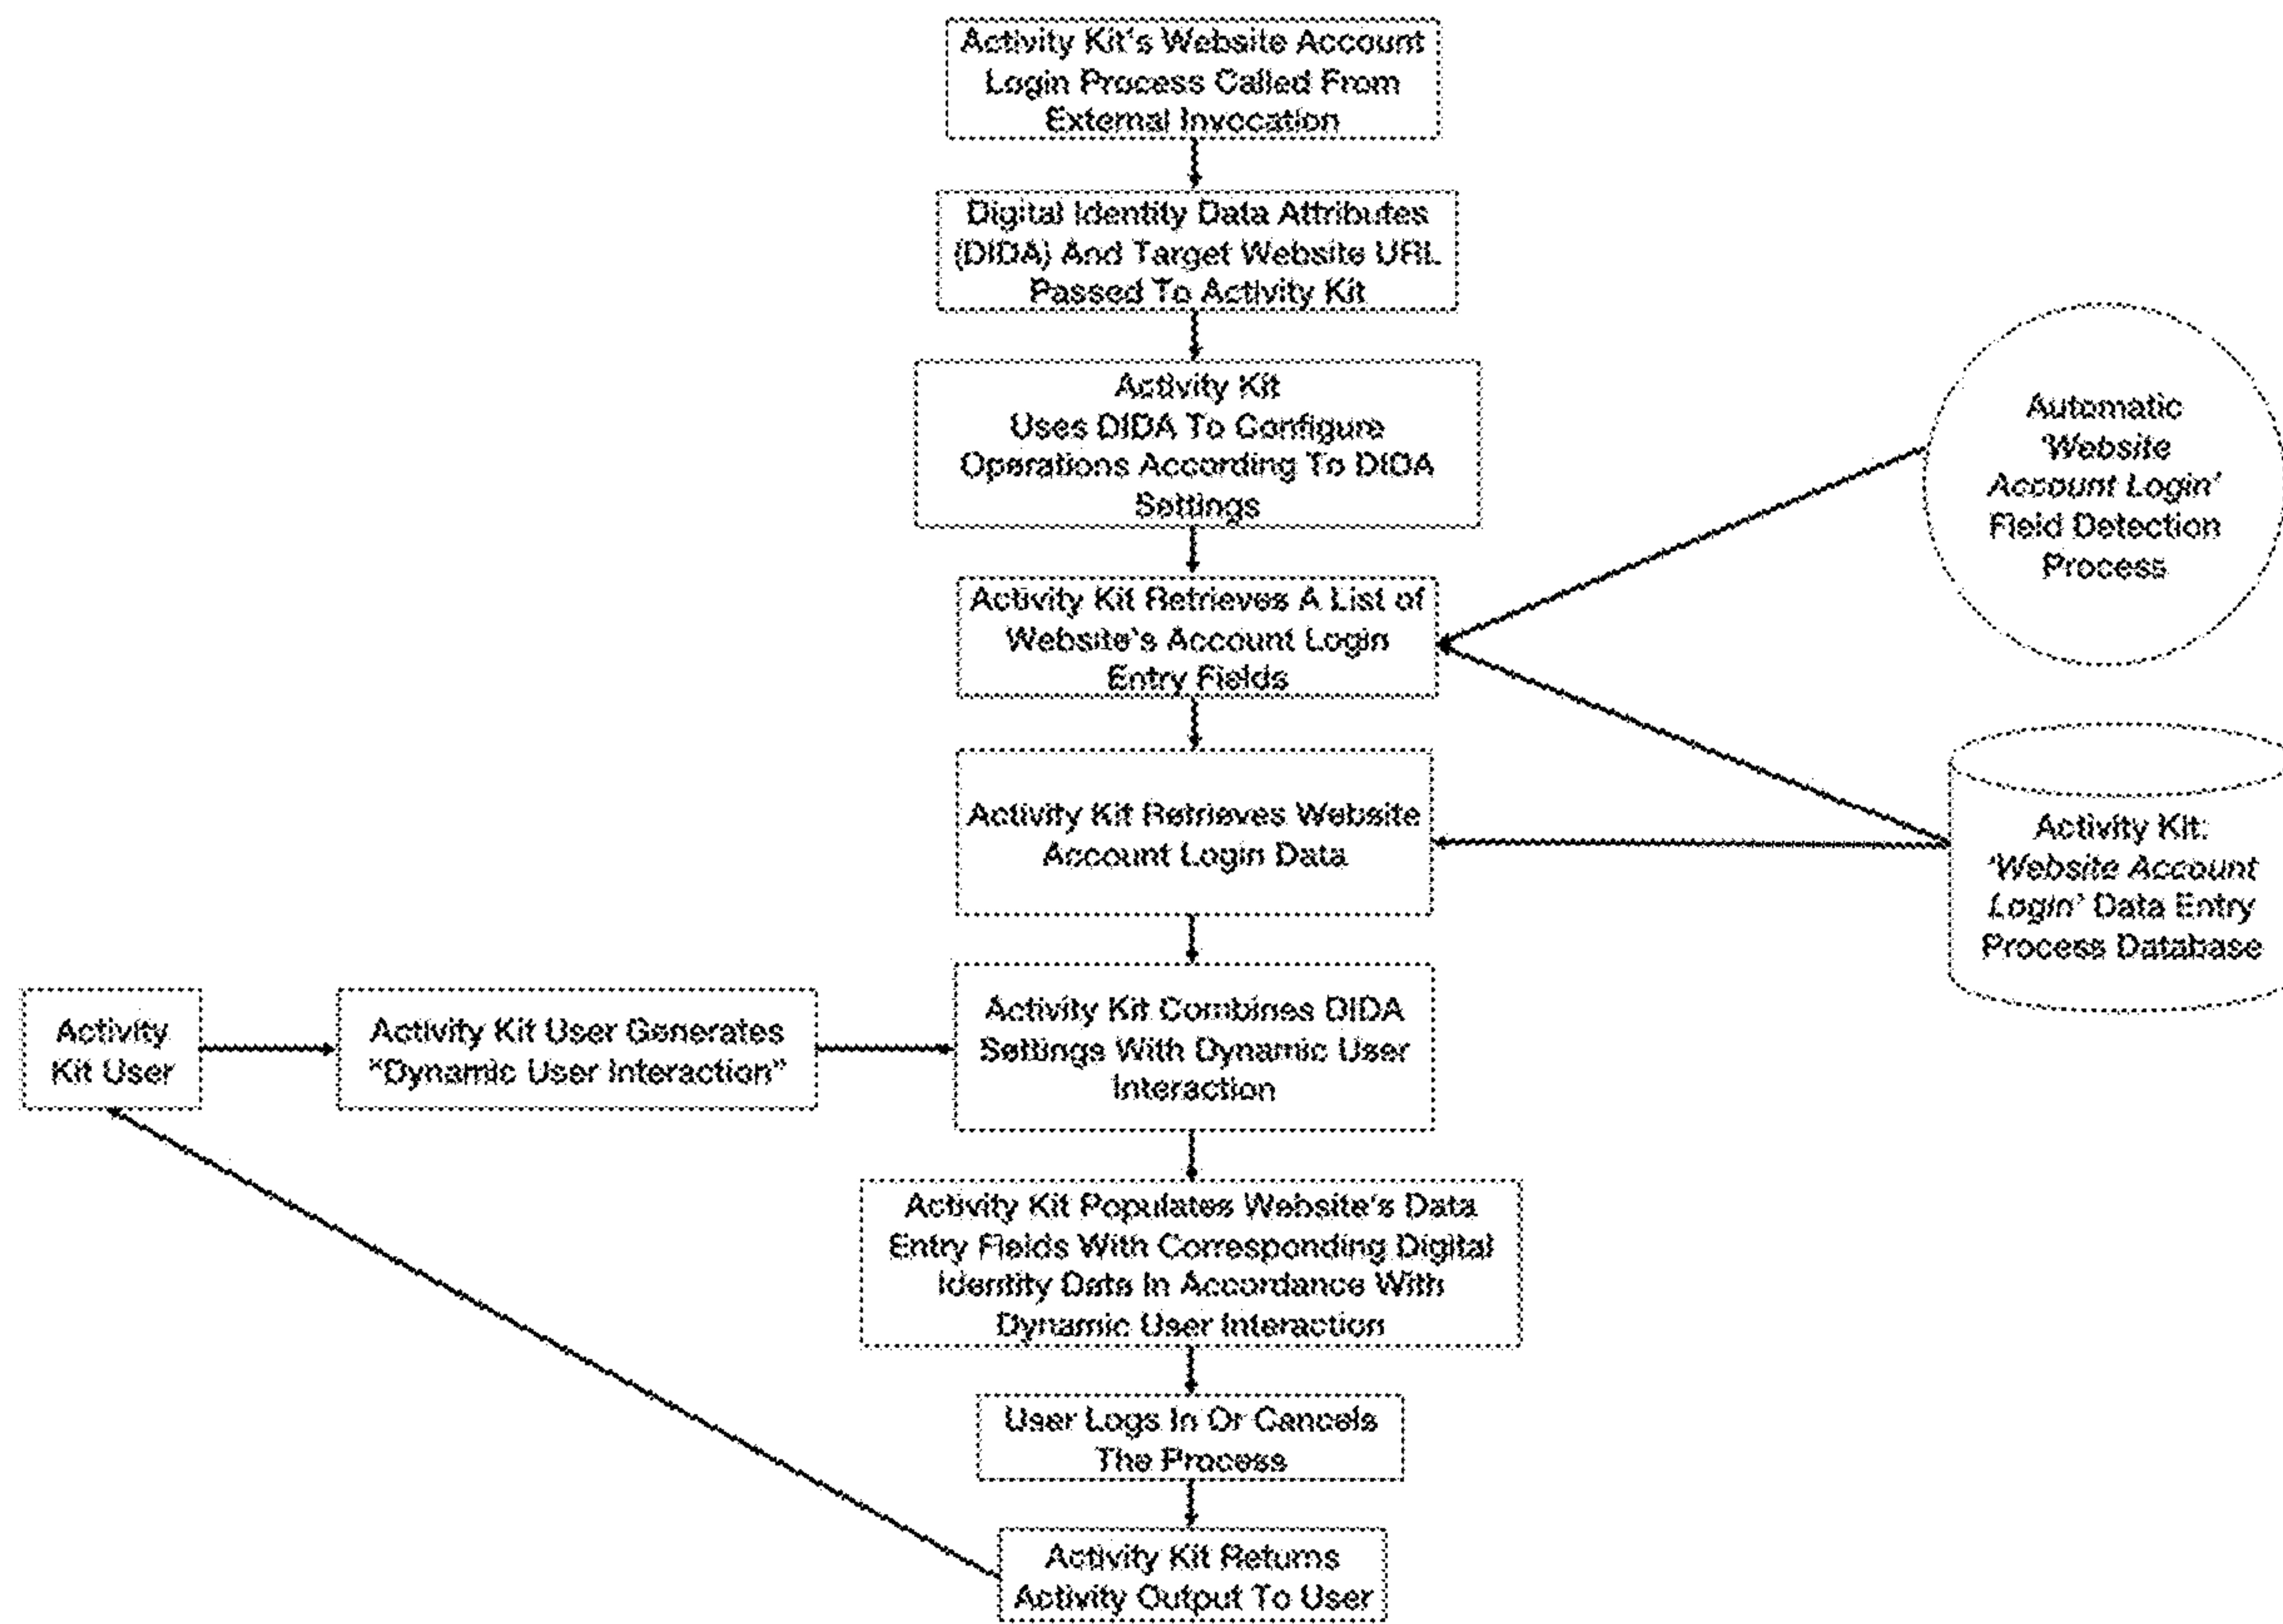 Activity Kit's Website Account
Login Process Called From
External Invocation
Digital Identity Data Attributes
(DIDA) And Target Website URL
Passed To Activity Kit
Activity Kit
Uses DIDA To Configure
Operations According To DIDA
Settings
Automatic
'Website
Account Login'
Field Detection
Process
Activity Kit Retrieves A List of
Website's Account Login
Entry Fields
Activity Kit Retrieves Website
Account Login Data
Activity Kit:
'Website Account
Login' Data Entry
Process Database
Activity
Kit User
Activity Kit User Generates
"Dynamic User Interaction"
Activity Kit Combines DIDA
Settings With Dynamic User
Interaction
Activity Kit Populates Website's Data
Entry Fields With Corresponding Digital
Identity Data In Accordance With
Dynamic User Interaction
User Logs In Or Cancels
The Process
Activity Kit Returns
Activity Output To User